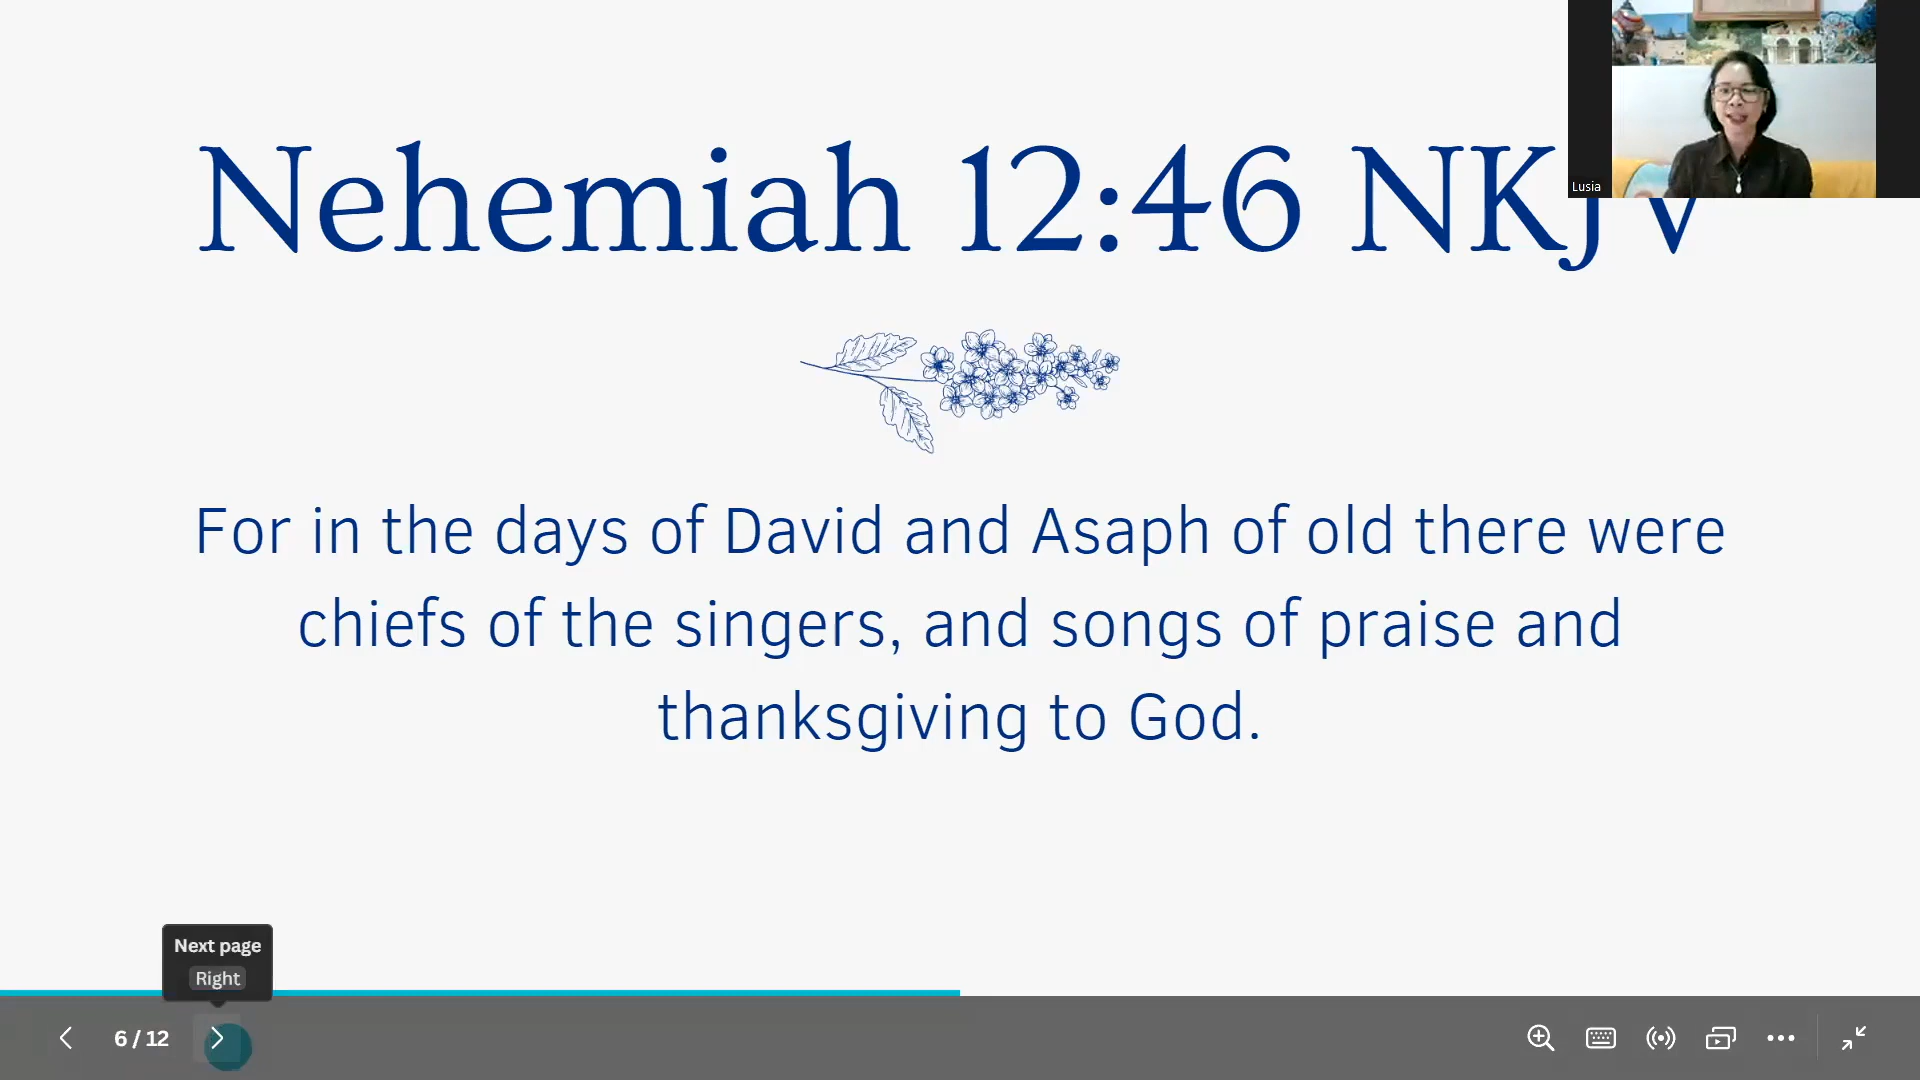 Nehemiah 12:46 NKJV
Lusia
For in the days of David and Asaph of old there were
chiefs of the singers, and songs of praise and
thanksgiving to God.
Next page
Right
6 / 12